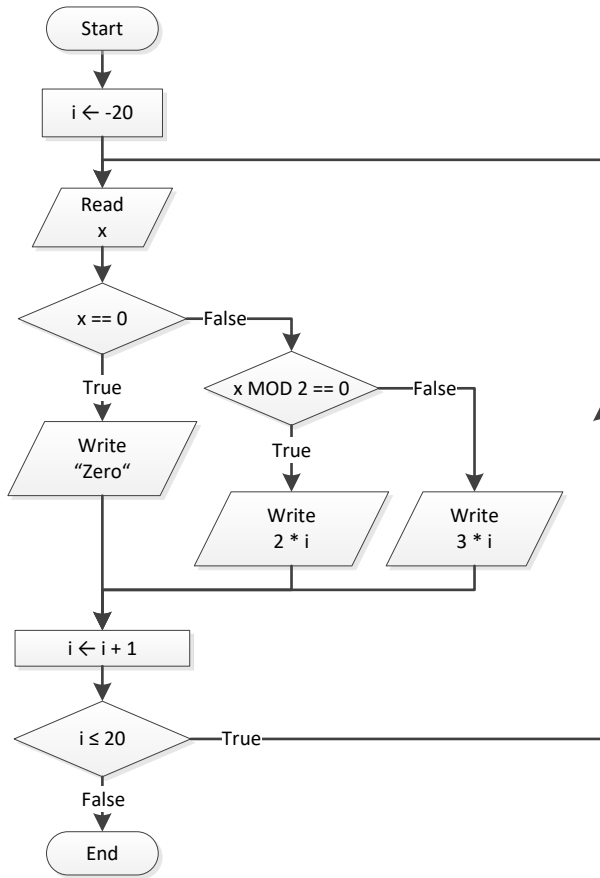 Start
i ← -20
Read
x
x == 0
False
True
x MOD 2 == 0
False
True
Write
“Zero“
Write
2 * i
Write
3 * i
i ← i + 1
i ≤ 20
True
False
End